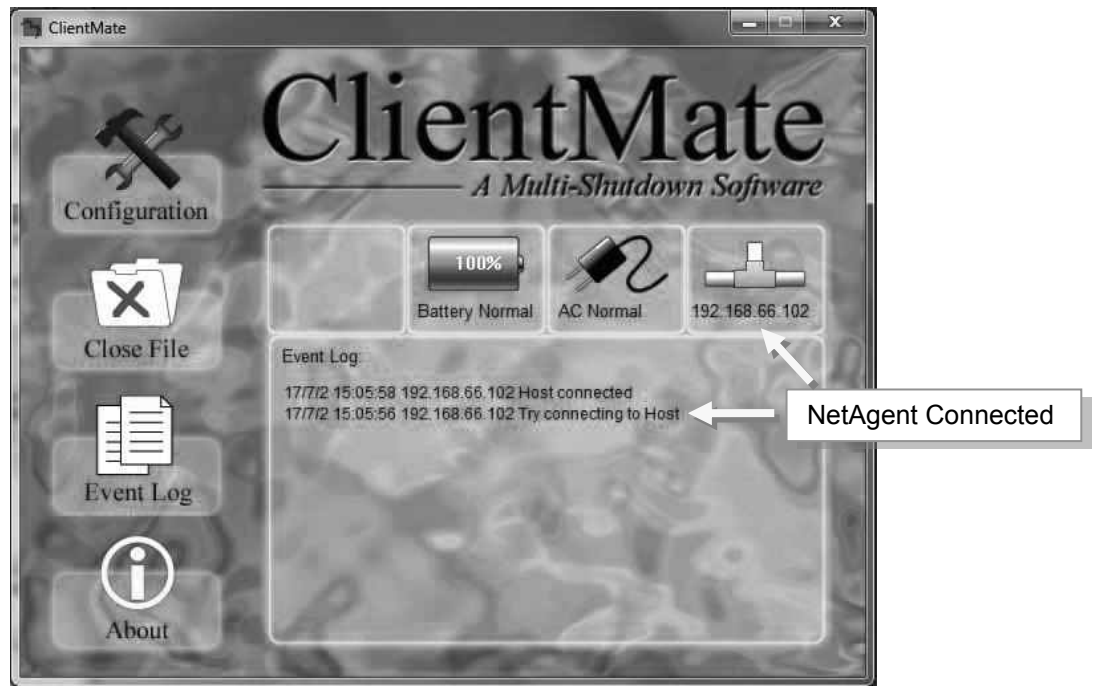 ClientMate
ClientMate
A Multi-Shutdown Software
Configuration
Close File
Event Log
About
100%
Battery Normal
AC Normal
192.168.66.102
Event Log:
17/7/2 15:05:58 192.168.66.102 Host connected
17/7/2 15:05:56 192.168.66.102 Try connecting to Host
NetAgent Connected